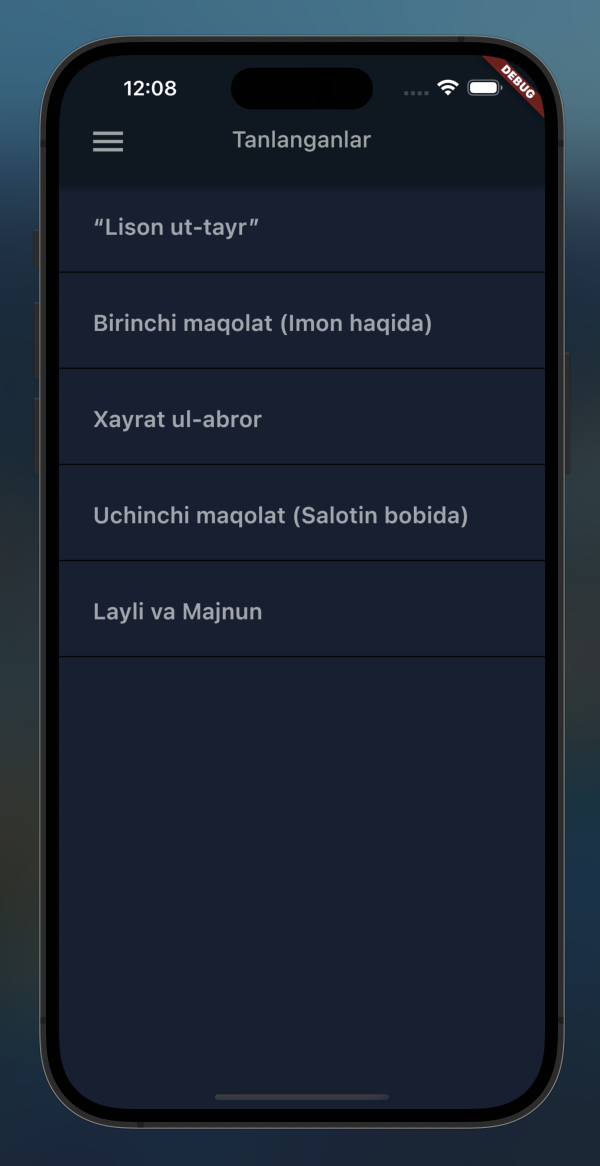 12:08
DEBUG
Tanlanganlar
“Lison ut-tayr”
Birinchi maqolat (Imon haqida)
Xayrat ul-abror
Uchinchi maqolat (Salotin bobida)
Layli va Majnun